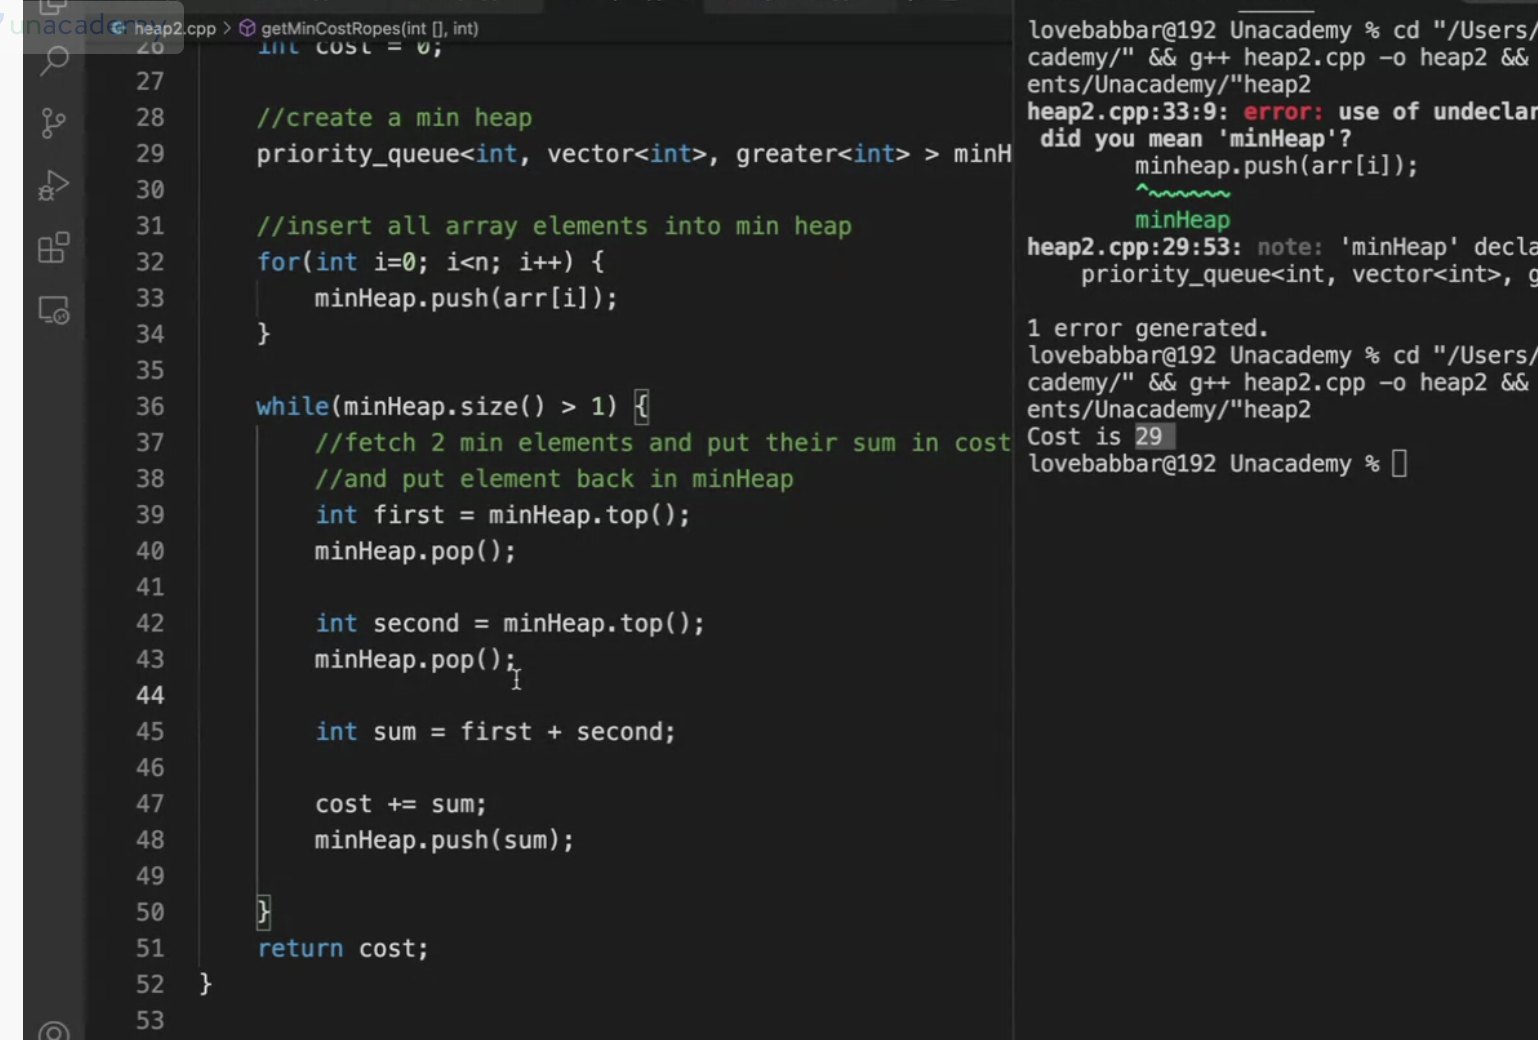 unacademy
heap2.cpp > getMinCostRopes(int [], int)
26 int cost = 0;
27
28 //create a min heap
29 priority_queue<int, vector<int>, greater<int> > minH
30
31 //insert all array elements into min heap
32 for(int i=0; i<n; i++) {
33 minHeap.push(arr[i]);
34 }
35
36 while(minHeap.size() > 1) {
37 //fetch 2 min elements and put their sum in cost
38 //and put element back in minHeap
39 int first = minHeap.top();
40 minHeap.pop();
41
42 int second = minHeap.top();
43 minHeap.pop();
44
45 int sum = first + second;
46
47 cost += sum;
48 minHeap.push(sum);
49
50 }
51 return cost;
52 }
53
lovebabbar@192 Unacademy % cd "/Users/
cademy/" && g++ heap2.cpp -o heap2 &&
ents/Unacademy/"heap2
heap2.cpp:33:9: error: use of undeclar
did you mean 'minHeap'?
minheap.push(arr[i]);
^~~~~~~
minHeap
heap2.cpp:29:53: note: 'minHeap' decla
priority_queue<int, vector<int>, g
1 error generated.
lovebabbar@192 Unacademy % cd "/Users/
cademy/" && g++ heap2.cpp -o heap2 &&
ents/Unacademy/"heap2
Cost is 29
lovebabbar@192 Unacademy %